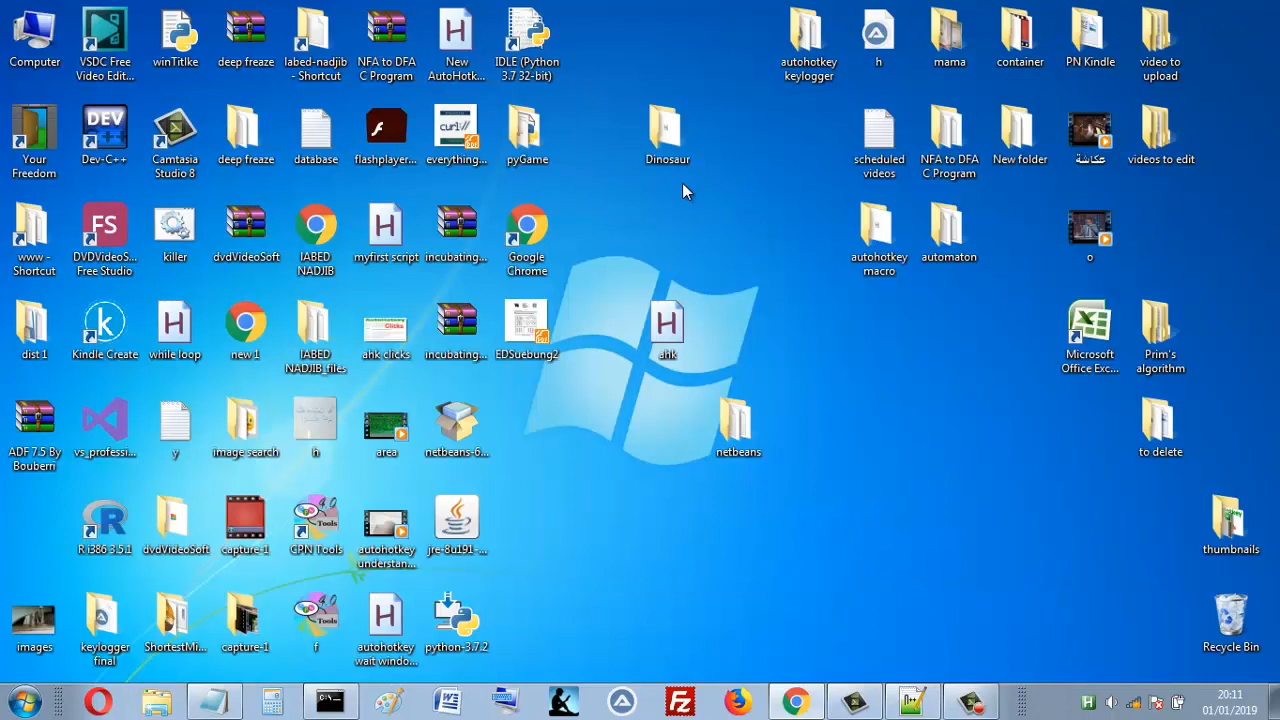 Computer
VSDC Free
Video Edit...
winTitlke
deep freaze
labed-nadjib
- Shortcut
NFA to DFA
C Program
New
AutoHotk...
IDLE (Python
3.7 32-bit)
autohotkey
keylogger
h
mama
container
PN Kindle
video to
upload
Your
Freedom
DEV
Dev-C++
Camtasia
Studio 8
deep freaze
database
flashplayer...
curl://
everything...
pyGame
Dinosaur
scheduled
videos
NFA to DFA
C Program
New folder
عكاشة
videos to edit
www -
Shortcut
FS
DVDVideoS...
Free Studio
killer
dvdVideoSoft
lABED
NADJIB
myfirst script
incubating...
Google
Chrome
autohotkey
macro
automaton
o
dist 1
Kindle Create
while loop
new 1
lABED
NADJIB_files
ahk clicks
incubating...
EDSuebung2
ahk
Microsoft
Office Exc...
Prim's
algorithm
ADF 7.5 By
Bouberri
vs_professi...
y
image search
h
area
netbeans-6...
netbeans
to delete
R i386 3.5.1
dvdVideoSoft
capture-1
CPN Tools
autohotkey
understan...
jre-8u191-...
thumbnails
images
keylogger
final
ShortestMi...
capture-1
f
autohotkey
wait windo...
python-3.7.2
Recycle Bin
20:11
01/01/2019